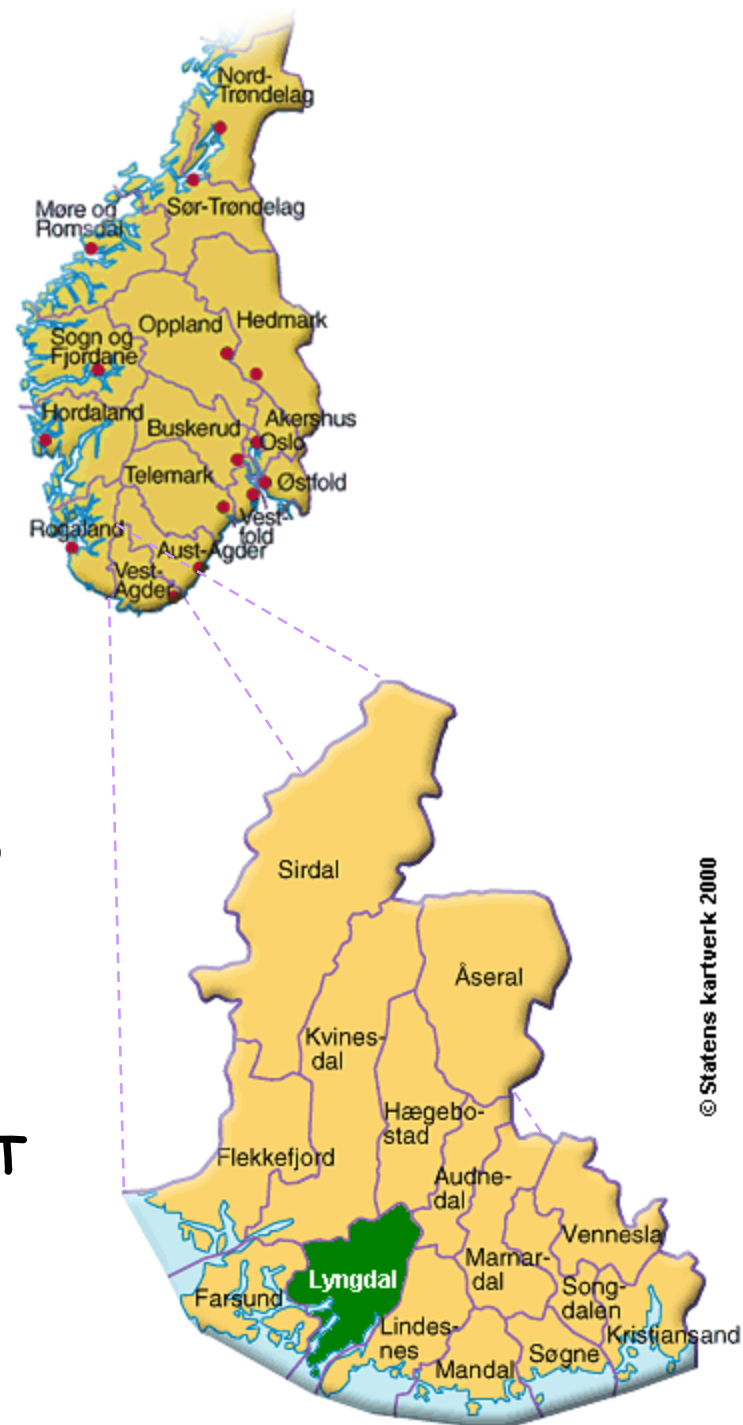 Nord-
Trøndelag
Sør-Trøndelag
Møre og
Romsdal
Oppland
Hedmark
Sogn og
Fjordane
Hordaland
Buskerud
Akershus
Oslo
Telemark
Østfold
Vest-
fold
Rogaland
Aust-Agder
Vest-
Agder
Sirdal
Åseral
Kvines-
dal
Hægebo-
stad
Flekkefjord
Audne-
dal
Vennesla
Marnar-
dal
Lyngdal
Song-
dalen
Farsund
Lindes-
nes
Kristiansand
Søgne
Mandal
© Statens kartverk 2000
T